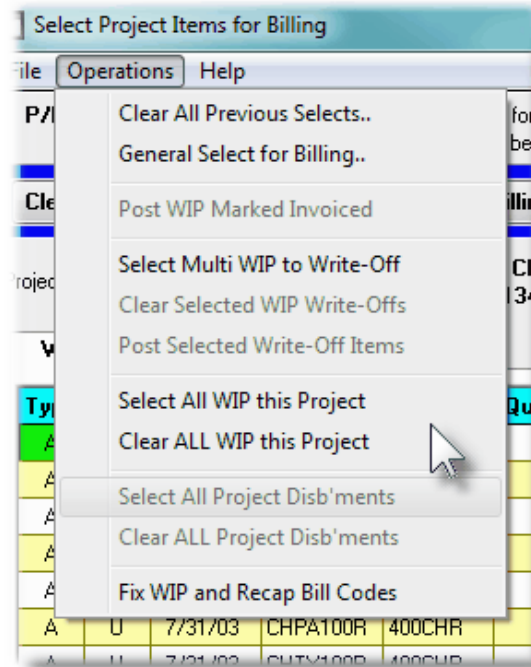 Select Project Items for Billing
File Operations Help
Clear All Previous Selects..
General Select for Billing..
Post WIP Marked Invoiced
Select Multi WIP to Write-Off
Clear Selected WIP Write-Offs
Post Selected Write-Off Items
Select All WIP this Project
Clear ALL WIP this Project
Select All Project Disb'ments
Clear ALL Project Disb'ments
Fix WIP and Recap Bill Codes
A
A
A
A
A
A U 7/31/03 CHPA100R 400CHR